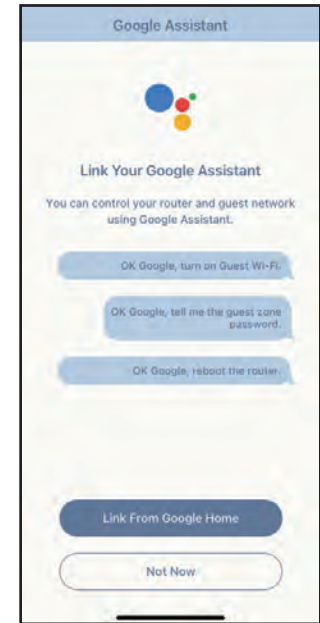 Google Assistant
Link Your Google Assistant
You can control your router and guest network
using Google Assistant.
OK Google, turn on Guest Wi-Fi.
OK Google, tell me the guest zone
password.
OK Google, reboot the router.
Link From Google Home
Not Now